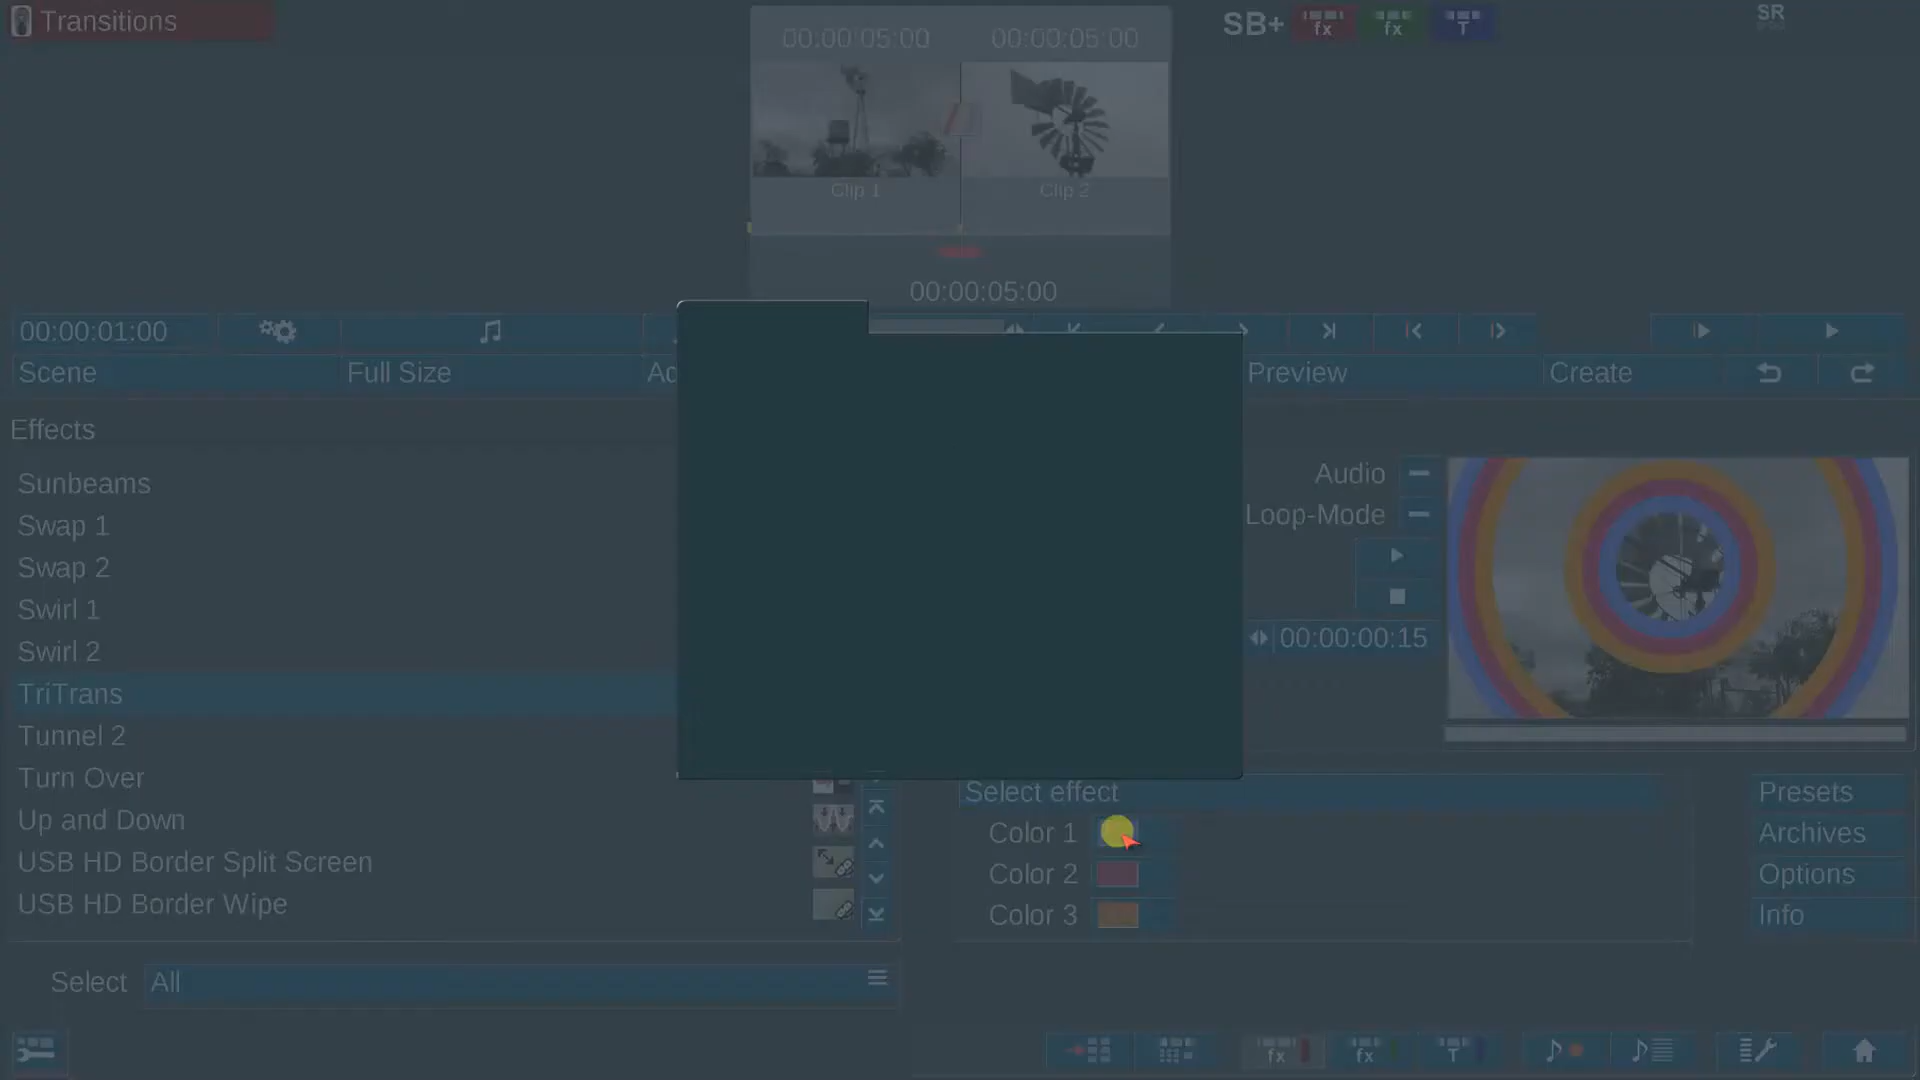 Transitions
00:00:05:00 00:00:05:00
SB+ fx fx T
SR
Clip 1 Clip 2
00:00:05:00
00:00:01:00
Scene Full Size Preview Create
Effects
Audio
Loop-Mode
00:00:00:15
Sunbeams
Swap 1
Swap 2
Swirl 1
Swirl 2
TriTrans
Tunnel 2
Turn Over
Up and Down
USB HD Border Split Screen
USB HD Border Wipe
Select effect
Color 1
Color 2
Color 3
Presets
Archives
Options
Info
Select All
fx fx T